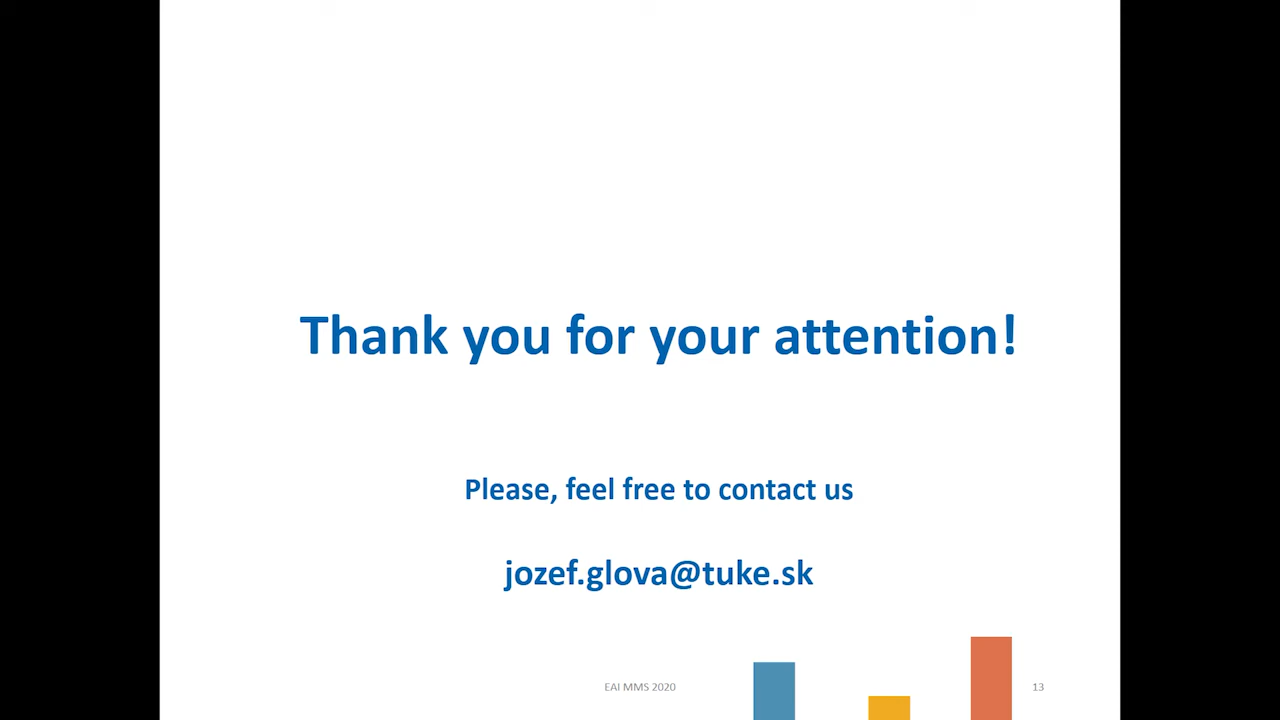 Thank you for your attention!
Please, feel free to contact us
jozef.glova@tuke.sk
EAI MMS 2020
13